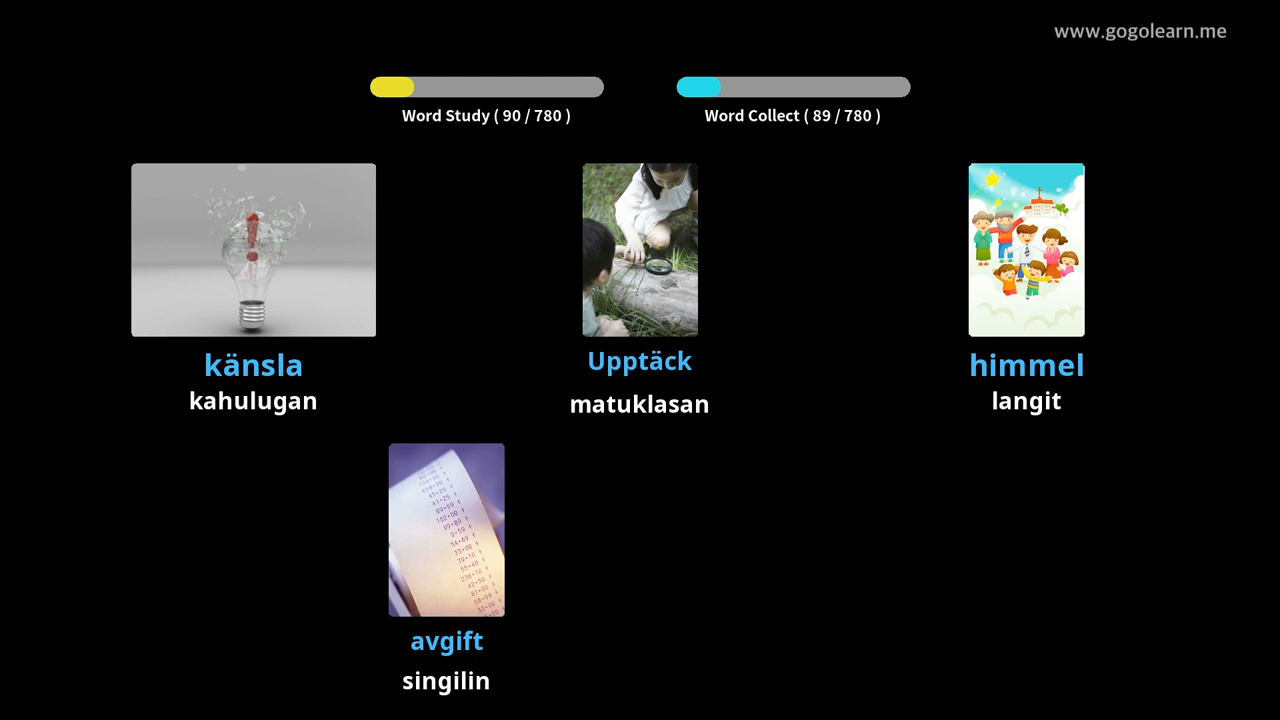 www.gogolearn.me
Word Study ( 90 / 780 )
Word Collect ( 89 / 780 )
känsla
kahulugan
Upptäck
matuklasan
himmel
langit
avgift
singilin